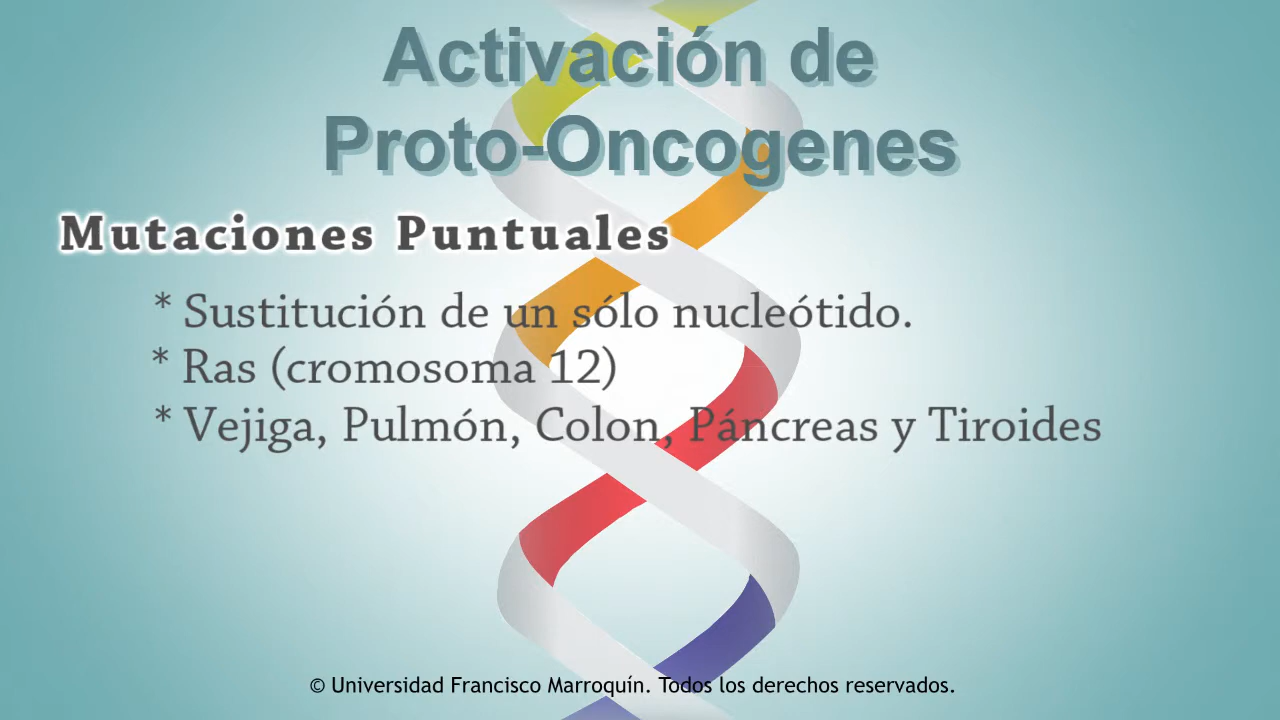 Activación de
Proto-Oncogenes
Mutaciones Puntuales
* Sustitución de un sólo nucleótido.
* Ras (cromosoma 12)
* Vejiga, Pulmón, Colon, Páncreas y Tiroides
© Universidad Francisco Marroquín. Todos los derechos reservados.